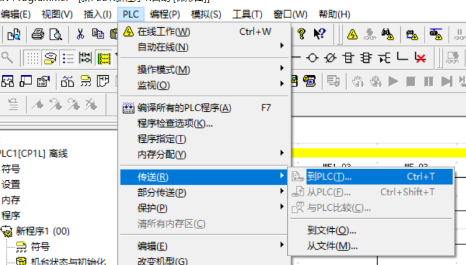 编辑(E) 视图(V) 插入(I) PLC 编程(P) 模拟(S) 工具(T) 窗口(W) 帮助(H)
在线工作(W) Ctrl+W
自动在线(N)
操作模式(M)
监视(O)
编译所有的PLC程序(A) F7
程序检查选项(K)...
程序指定(T)
内存分配(Y)
传送(R)
部分传送(P)
保护(P)
清所有内存区(C)
编辑(E)
改变机型(G)
到PLC(T)... Ctrl+T
从PLC(F)... Ctrl+Shift+T
与PLC比较(C)...
到文件(O)...
从文件(M)...
PLC1[CP1L] 离线
符号
设置
内存
程序
新程序1 (00)
符号
机台状态与初始化